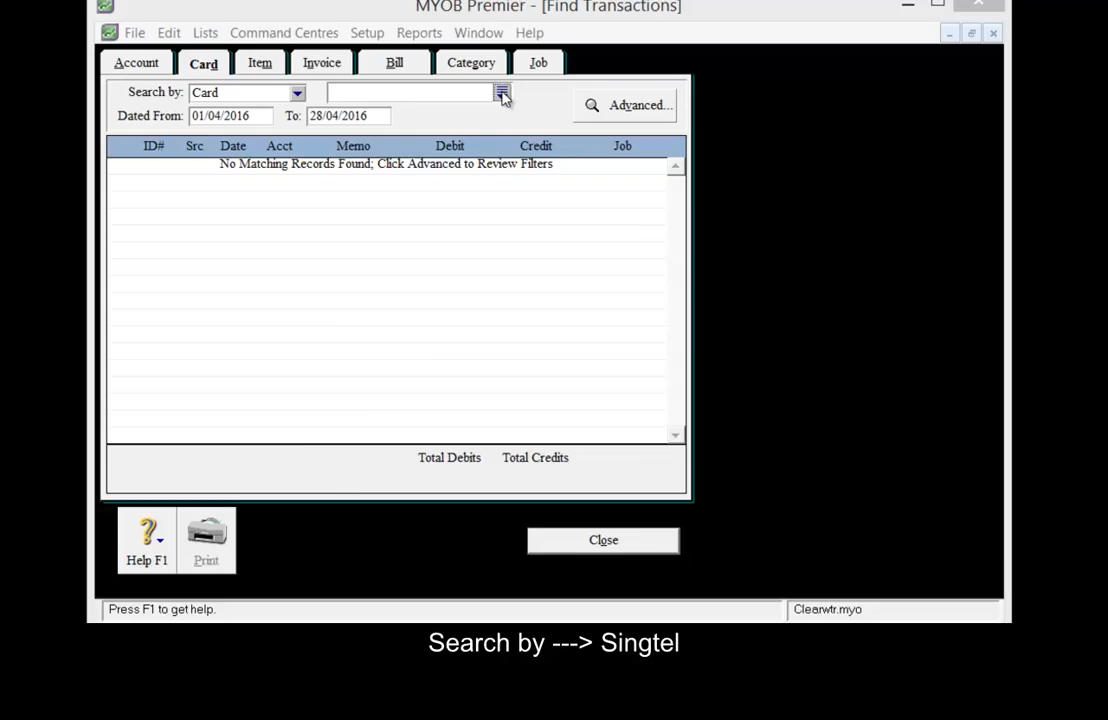 MYOB Premier - [Find Transactions]
File Edit Lists Command Centres Setup Reports Window Help
Account Card Item Invoice Bill Category Job
Search by: Card
Advanced...
Dated From: 01/04/2016 To: 28/04/2016
ID# Src Date Acct Memo Debit Credit Job
No Matching Records Found; Click Advanced to Review Filters
Total Debits Total Credits
Close
Help F1 Print
Press F1 to get help. Clearwtr.myo
Search by ---> Singtel